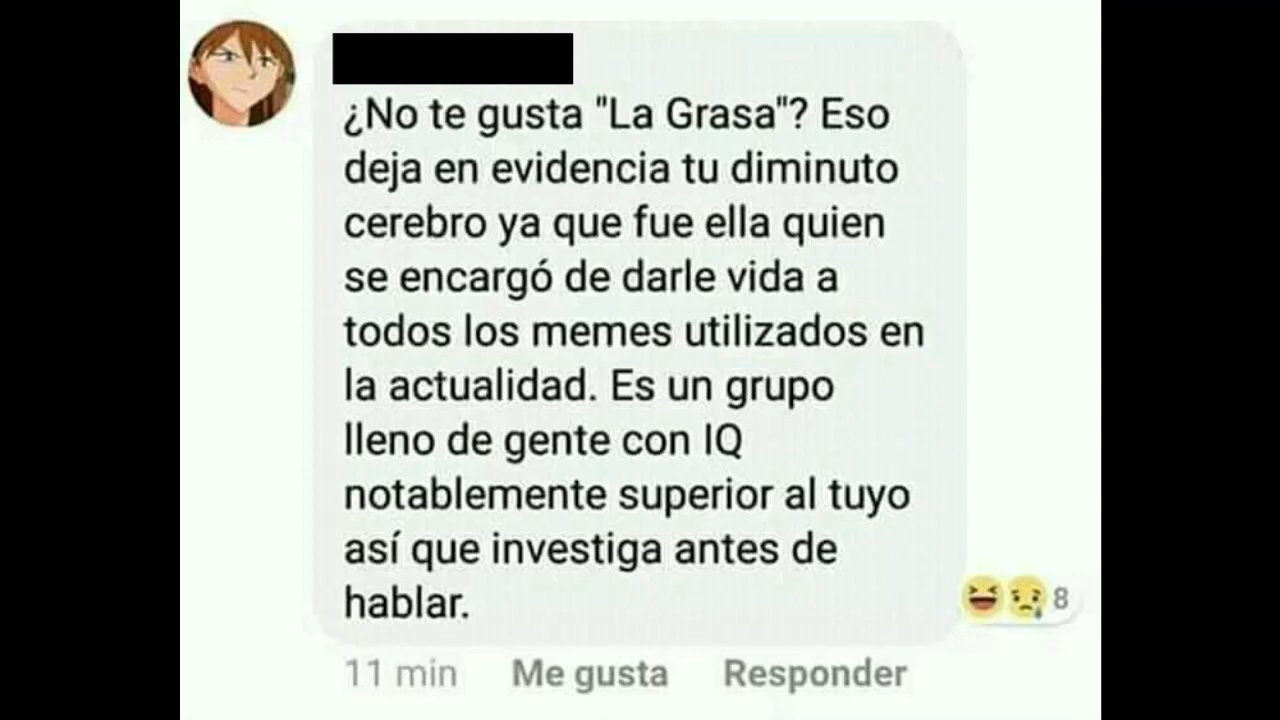 ¿No te gusta "La Grasa"? Eso
deja en evidencia tu diminuto
cerebro ya que fue ella quien
se encargó de darle vida a
todos los memes utilizados en
la actualidad. Es un grupo
lleno de gente con IQ
notablemente superior al tuyo
así que investiga antes de
hablar.
8
11 min Me gusta Responder